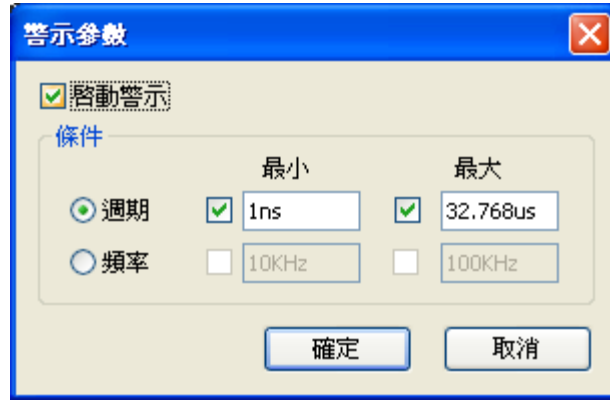 警示參數
啓動警示
條件
最小 最大
週期 1ns 32.768us
頻率 10KHz 100KHz
確定 取消